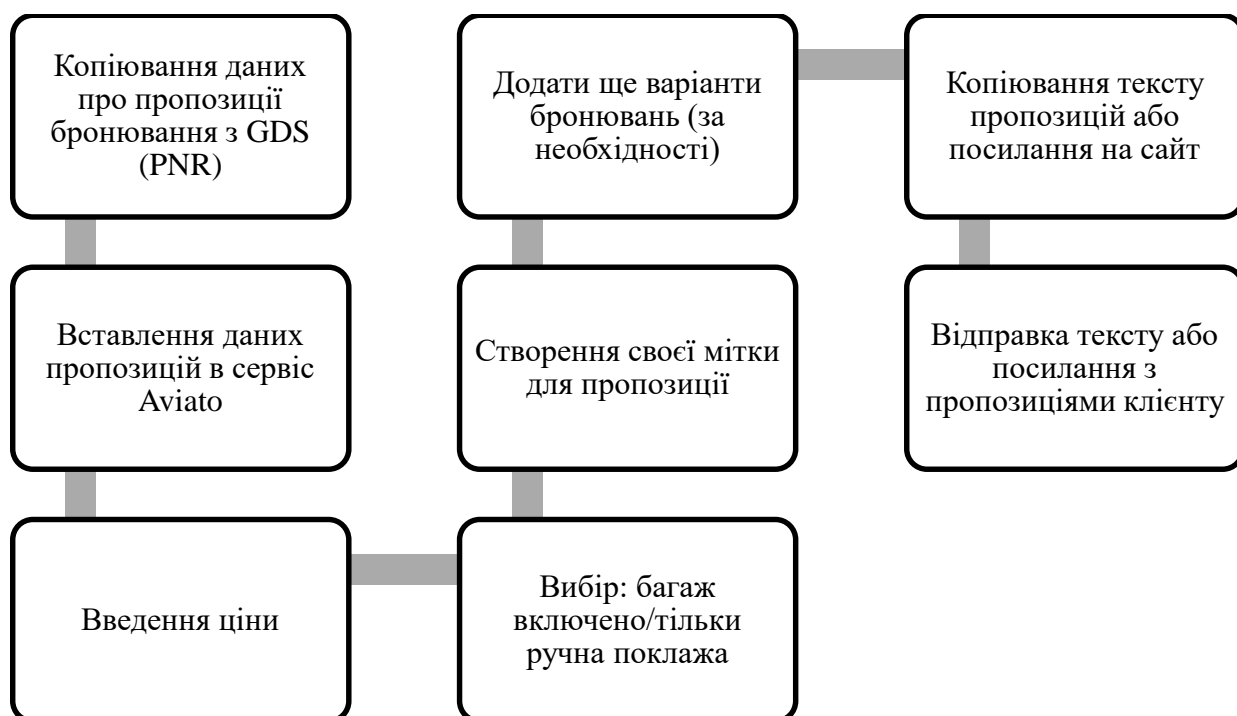 Копіювання даних
про пропозиції
бронювання з GDS
(PNR)
Вставлення даних
пропозицій в сервіс
Aviato
Введення ціни
Вибір: багаж
включено/тільки
ручна поклажа
Створення своєї мітки
для пропозиції
Додати ще варіанти
бронювань (за
необхідності)
Копіювання тексту
пропозицій або
посилання на сайт
Відправка тексту або
посилання з
пропозиціями клієнту